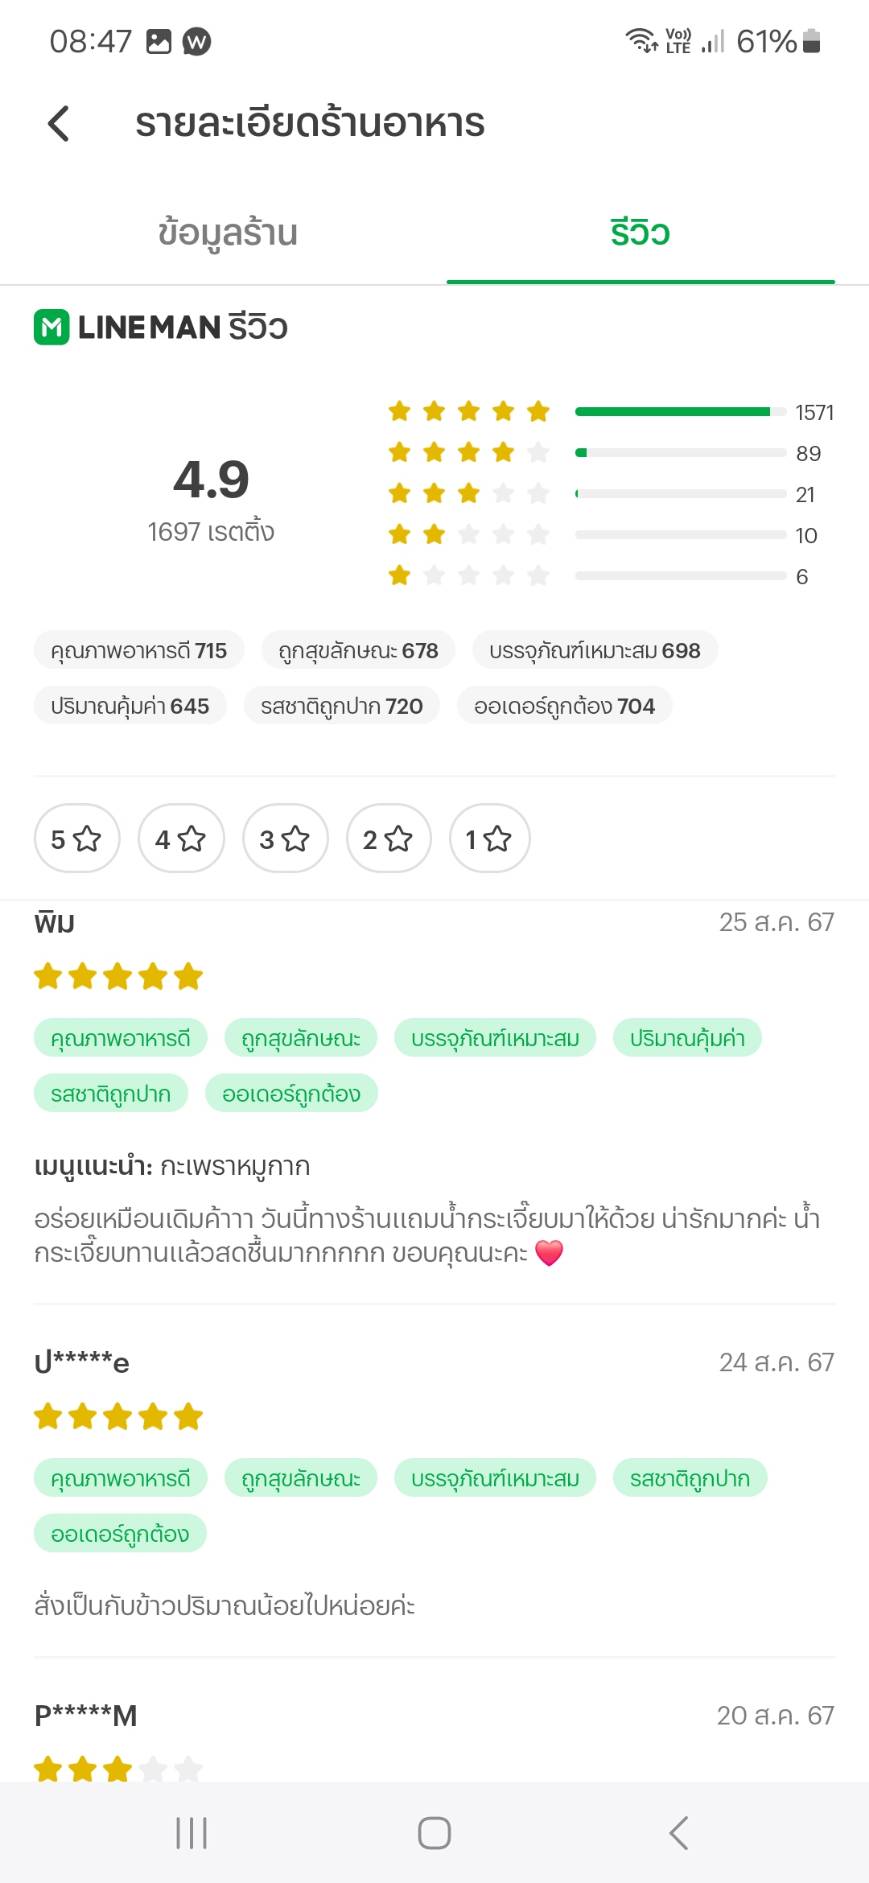 08:47
Vo)) LTE 61%
รายละเอียดร้านอาหาร
ข้อมูลร้าน รีวิว
LINE MAN รีวิว
4.9
1697 เรตติ้ง
1571
89
21
10
6
คุณภาพอาหารดี 715 ถูกสุขลักษณะ 678 บรรจุภัณฑ์เหมาะสม 698
ปริมาณคุ้มค่า 645 รสชาติถูกปาก 720 ออเดอร์ถูกต้อง 704
5 4 3 2 1
พิม 25 ส.ค. 67
คุณภาพอาหารดี ถูกสุขลักษณะ บรรจุภัณฑ์เหมาะสม ปริมาณคุ้มค่า
รสชาติถูกปาก ออเดอร์ถูกต้อง
เมนูแนะนำ: กะเพราหมูกาก
อร่อยเหมือนเดิมค้าาา วันนี้ทางร้านแถมน้ำกระเจี๊ยบมาให้ด้วย น่ารักมากค่ะ น้ำ
กระเจี๊ยบทานแล้วสดชื้นมากกกกก ขอบคุณนะคะ ❤️
ป*****e 24 ส.ค. 67
คุณภาพอาหารดี ถูกสุขลักษณะ บรรจุภัณฑ์เหมาะสม รสชาติถูกปาก
ออเดอร์ถูกต้อง
สั่งเป็นกับข้าวปริมาณน้อยไปหน่อยค่ะ
P*****M 20 ส.ค. 67